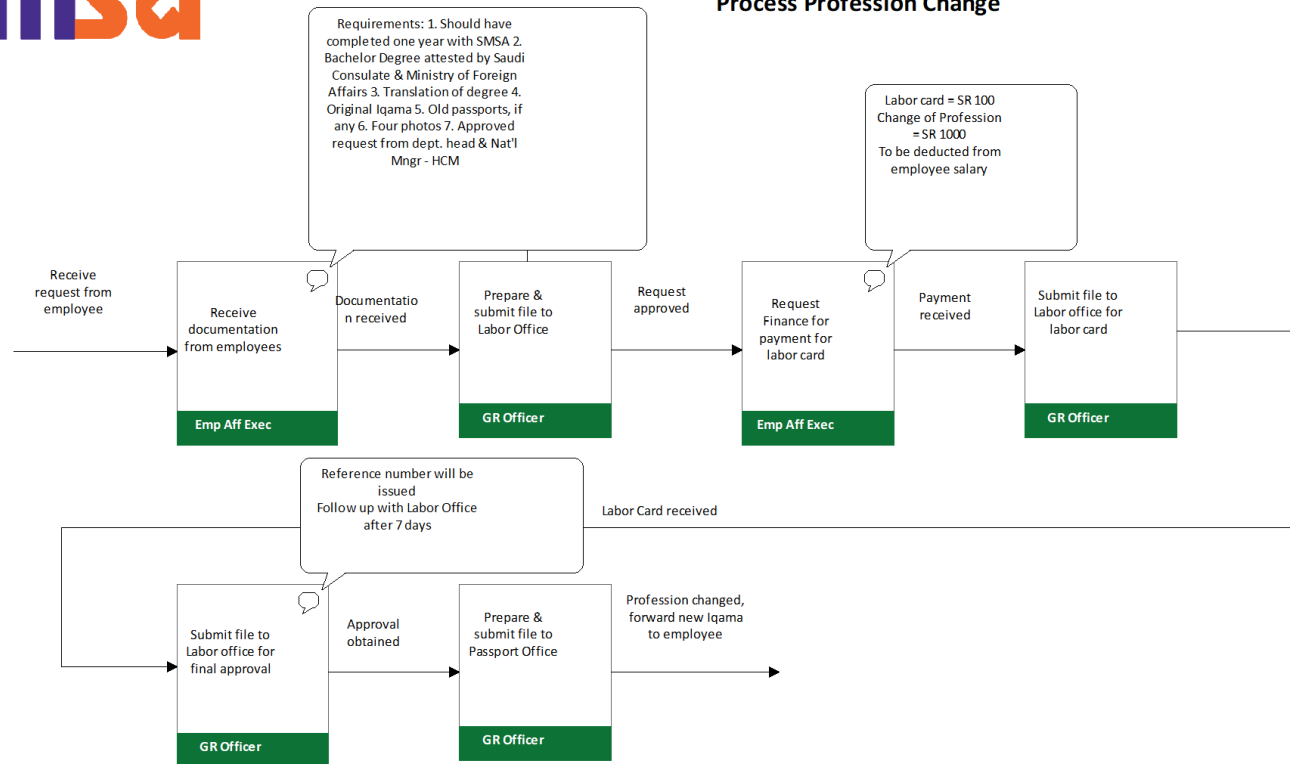 Process Profession Change
Requirements: 1. Should have
completed one year with SMSA 2.
Bachelor Degree attested by Saudi
Consulate & Ministry of Foreign
Affairs 3. Translation of degree 4.
Original Iqama 5. Old passports, if
any 6. Four photos 7. Approved
request from dept. head & Nat'l
Mngr - HCM
Labor card = SR 100
Change of Profession
= SR 1000
To be deducted from
employee salary
Receive
request from
employee
Receive
documentation
from employees
Emp Aff Exec
Documentatio
n received
Prepare &
submit file to
Labor Office
GR Officer
Request
approved
Request
Finance for
payment for
labor card
Emp Aff Exec
Payment
received
Submit file to
Labor office for
labor card
GR Officer
Reference number will be
issued
Follow up with Labor Office
after 7 days
Labor Card received
Submit file to
Labor office for
final approval
GR Officer
Approval
obtained
Prepare &
submit file to
Passport Office
GR Officer
Profession changed,
forward new Iqama
to employee